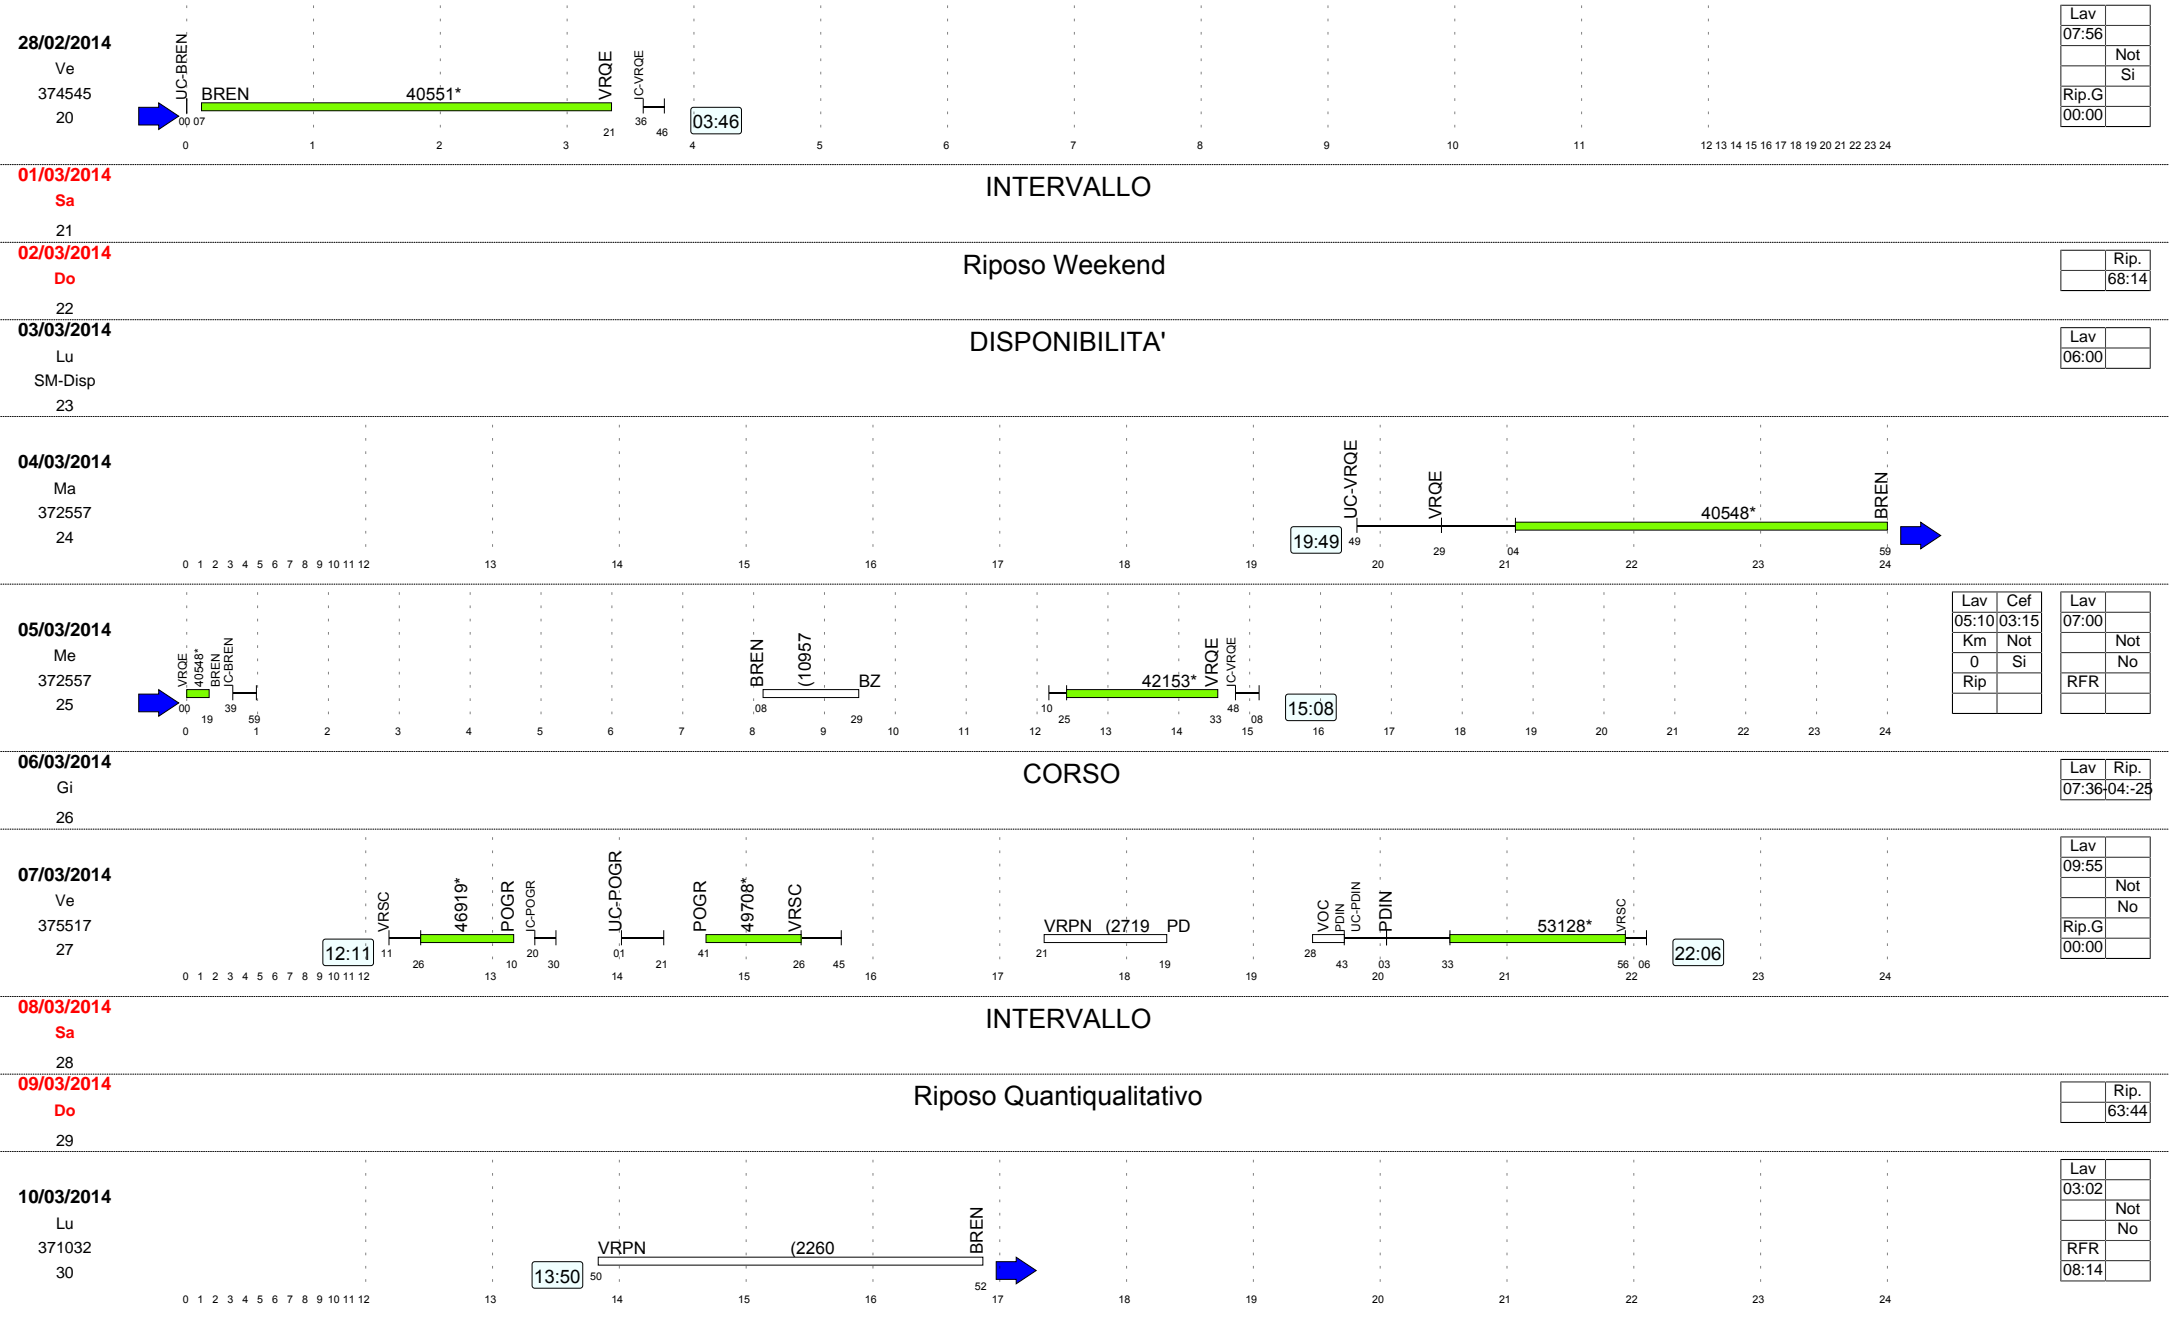 28/02/2014
Ve
374545
20
UC-BREN
BREN
40551*
VRQE
UC-VRQE
00 07
21
36
46
03:46
0 1 2 3 4 5 6 7 8 9 10 11 12 13 14 15 16 17 18 19 20 21 22 23 24
Lav
07:56
Not
Si
Rip.G
00:00
01/03/2014
Sa
21
INTERVALLO
02/03/2014
Do
22
Riposo Weekend
Rip.
68:14
03/03/2014
Lu
SM-Disp
23
DISPONIBILITA'
Lav
06:00
04/03/2014
Ma
372557
24
19:49
UC-VRQE
VRQE
40548*
BREN
49
29
04
59
0 1 2 3 4 5 6 7 8 9 10 11 12 13 14 15 16 17 18 19 20 21 22 23 24
05/03/2014
Me
372557
25
VRQE
40548*
BREN
UC-BREN
00
19
39
59
BREN
(10957
BZ
08
29
42153*
VRQE
UC-VRQE
10
25
33
48
08
15:08
0 1 2 3 4 5 6 7 8 9 10 11 12 13 14 15 16 17 18 19 20 21 22 23 24
Lav Cef
05:10 03:15
Km Not
0 Si
Rip
Lav
07:00
Not
No
RFR
06/03/2014
Gi
26
CORSO
Lav Rip.
07:36 -04:-25
07/03/2014
Ve
375517
27
12:11
VRSC
46919*
POGR
UC-POGR
11
26
10
20
30
UC-POGR
01
21
POGR
49708*
VRSC
41
26
45
VRPN (2719 PD
21
19
VOC
PDIN
UC-PDIN
PDIN
53128*
VRSC
28
43
03
33
56 06
22:06
0 1 2 3 4 5 6 7 8 9 10 11 12 13 14 15 16 17 18 19 20 21 22 23 24
Lav
09:55
Not
No
Rip.G
00:00
08/03/2014
Sa
28
INTERVALLO
09/03/2014
Do
29
Riposo Quantiqualitativo
Rip.
63:44
10/03/2014
Lu
371032
30
13:50
VRPN (2260
BREN
50
52
0 1 2 3 4 5 6 7 8 9 10 11 12 13 14 15 16 17 18 19 20 21 22 23 24
Lav
03:02
Not
No
RFR
08:14